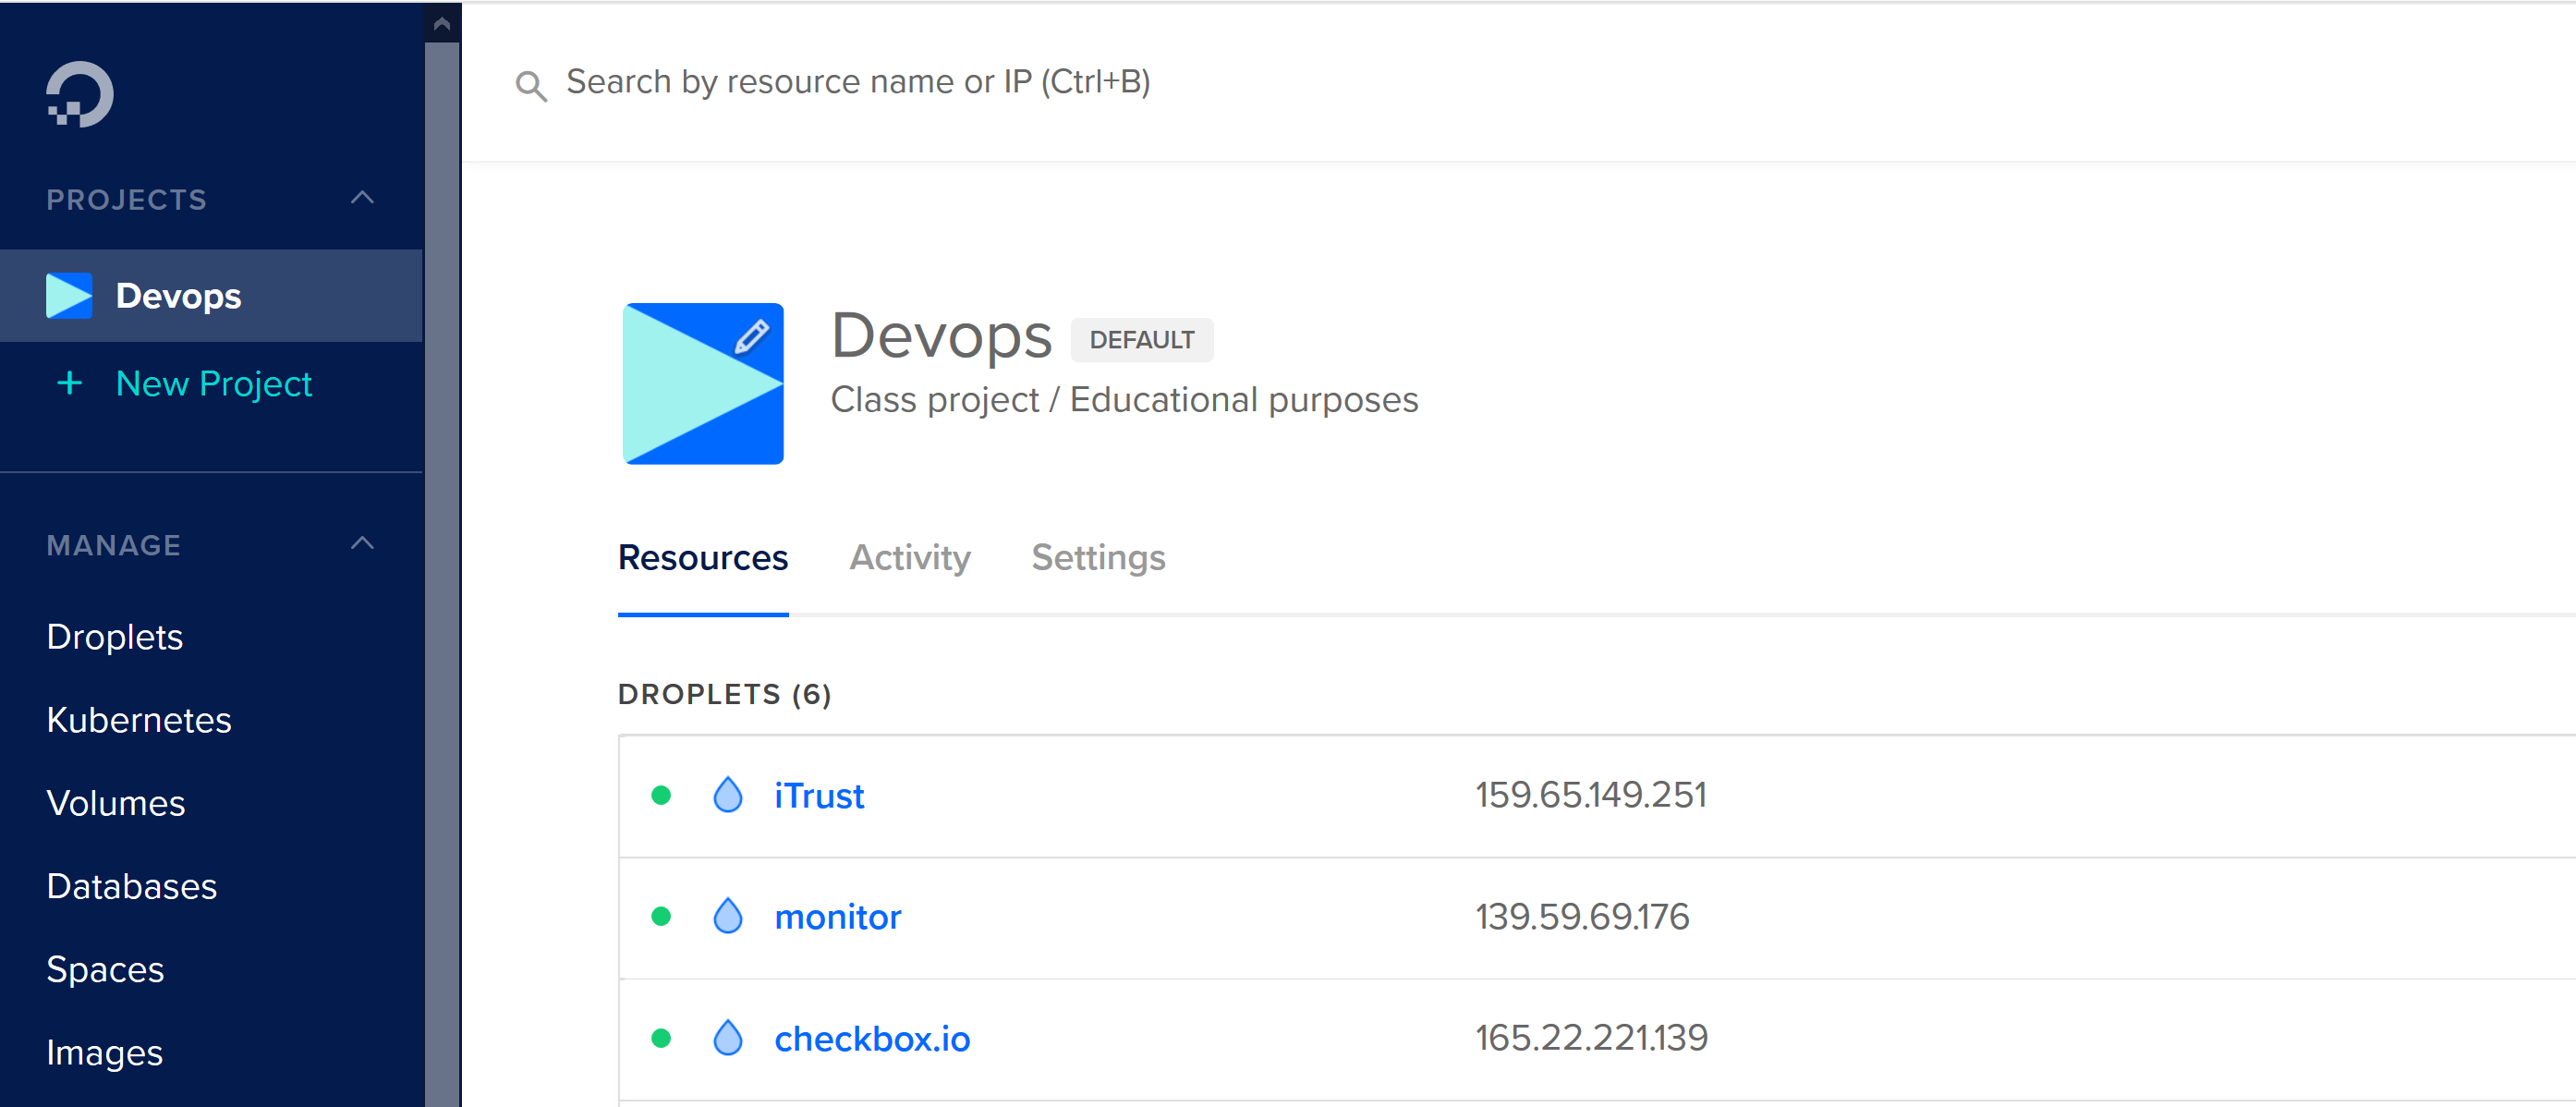 Search by resource name or IP (Ctrl+B)
PROJECTS
Devops
+ New Project
MANAGE
Droplets
Kubernetes
Volumes
Databases
Spaces
Images
Devops DEFAULT
Class project / Educational purposes
Resources Activity Settings
DROPLETS (6)
iTrust 159.65.149.251
monitor 139.59.69.176
checkbox.io 165.22.221.139